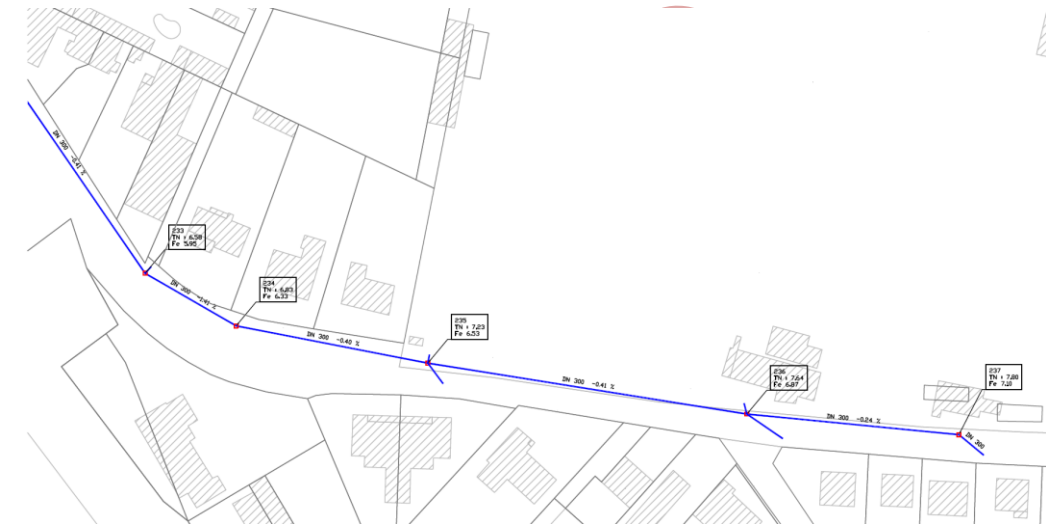 DN 300 -0.41 %
233
TN : 6.58
Fe 5.95
DN 300 -1.41 %
234
TN : 6.83
Fe 6.33
DN 300 -0.40 %
235
TN : 7.23
Fe 6.53
DN 300 -0.41 %
236
TN : 7.64
Fe 6.87
DN 300 -0.24 %
237
TN : 7.80
Fe 7.10
DN 300